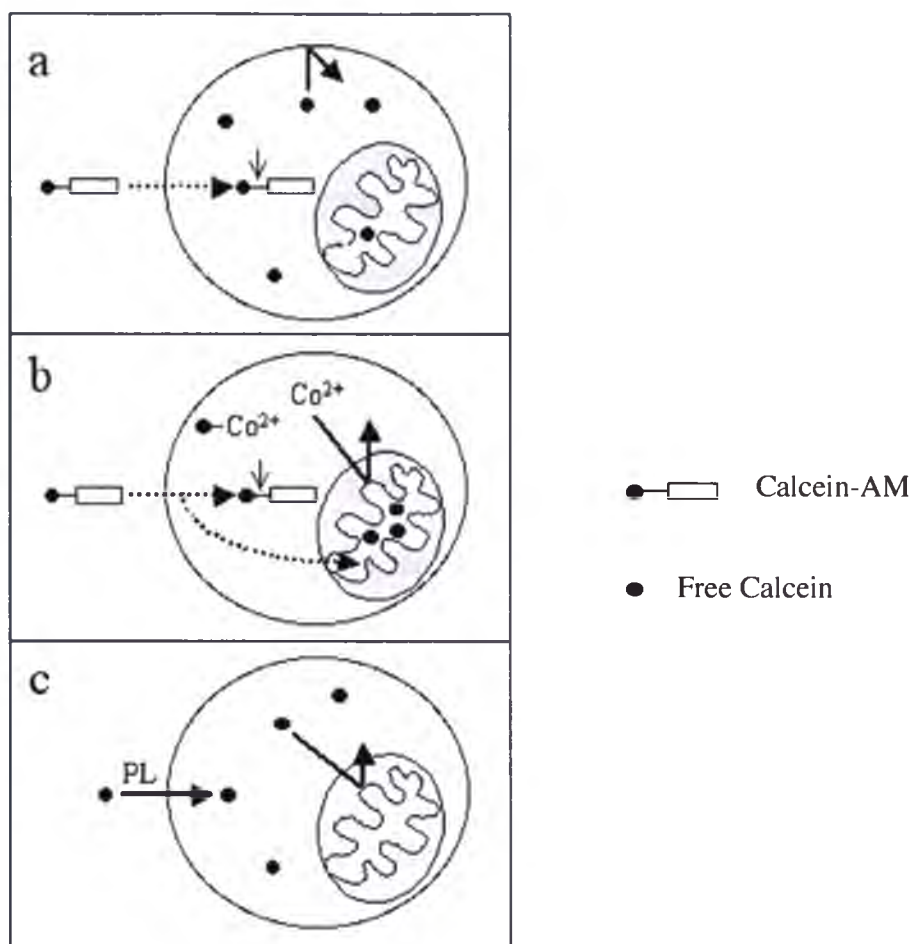 a
b
Co²⁺
Co²⁺
c
PL
Calcein-AM
Free Calcein